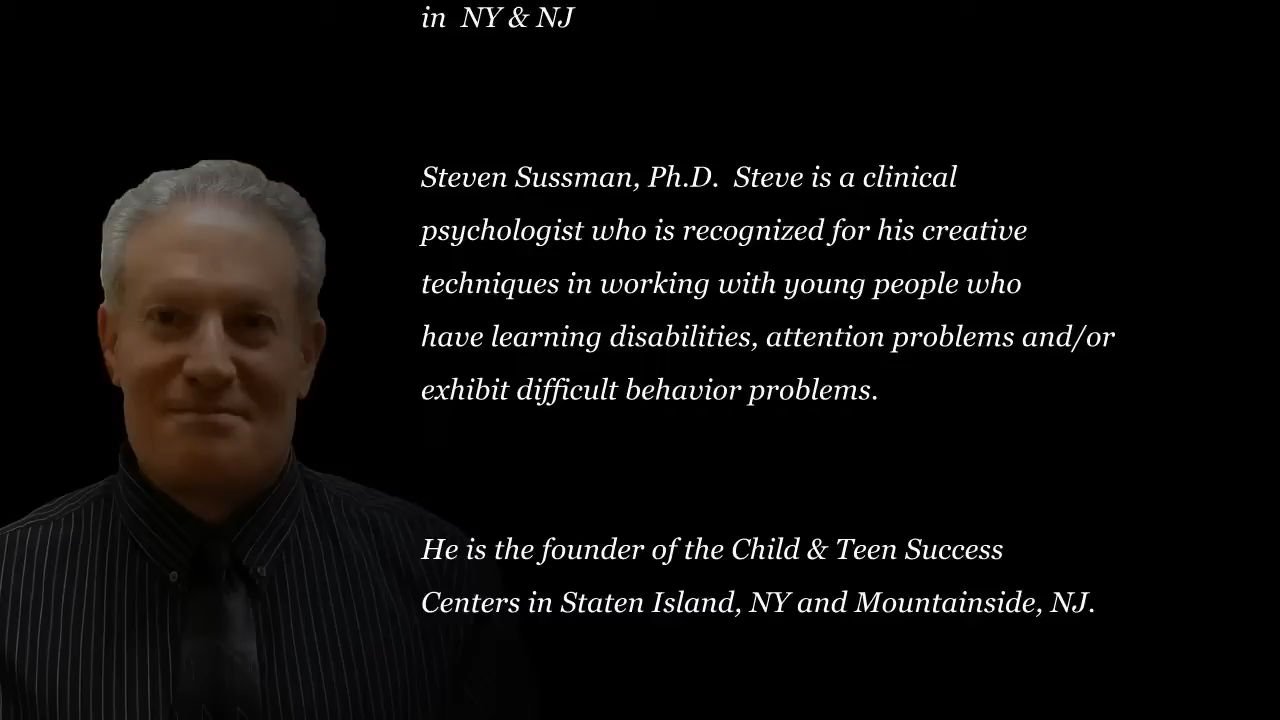 in NY & NJ
Steven Sussman, Ph.D. Steve is a clinical
psychologist who is recognized for his creative
techniques in working with young people who
have learning disabilities, attention problems and/or
exhibit difficult behavior problems.
He is the founder of the Child & Teen Success
Centers in Staten Island, NY and Mountainside, NJ.